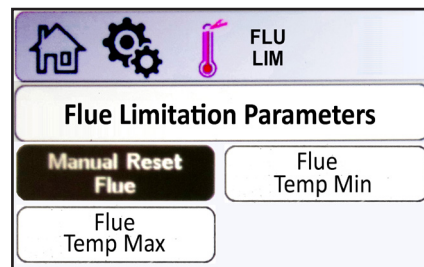 FLU
LIM
Flue Limitation Parameters
Manual Reset
Flue
Flue
Temp Min
Flue
Temp Max